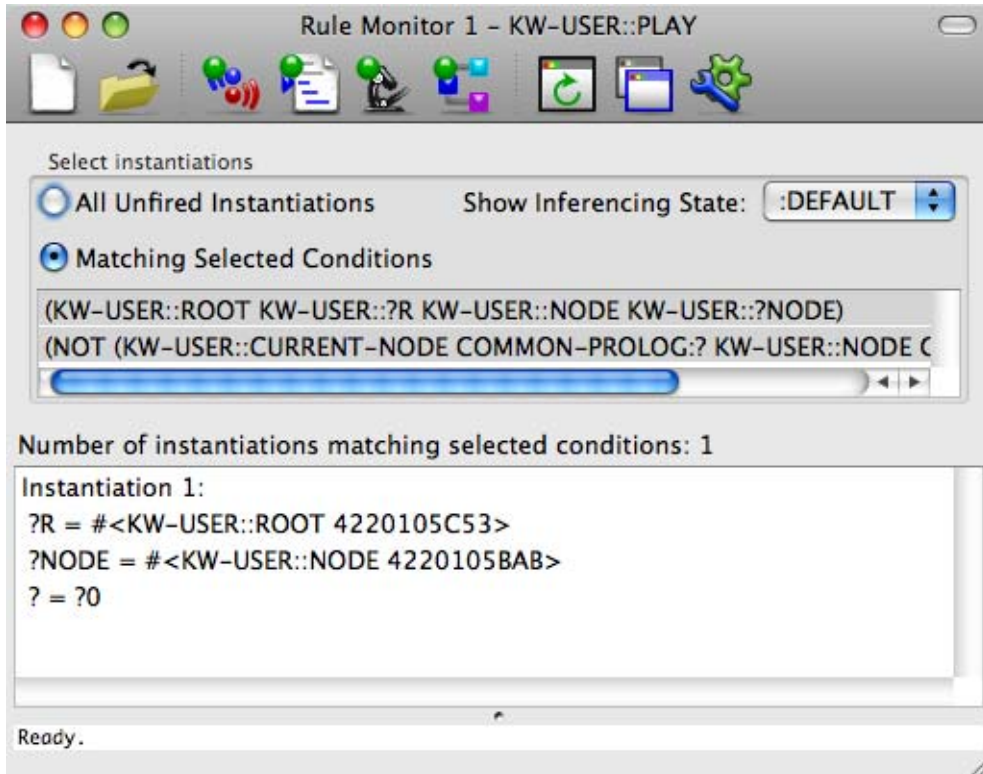 Rule Monitor 1 – KW-USER::PLAY
Select instantiations
All Unfired Instantiations Show Inferencing State: :DEFAULT
Matching Selected Conditions
(KW-USER::ROOT KW-USER::?R KW-USER::NODE KW-USER::?NODE)
(NOT (KW-USER::CURRENT-NODE COMMON-PROLOG:? KW-USER::NODE
Number of instantiations matching selected conditions: 1
Instantiation 1:
?R = #<KW-USER::ROOT 4220105C53>
?NODE = #<KW-USER::NODE 4220105BAB>
? = ?0
Ready.